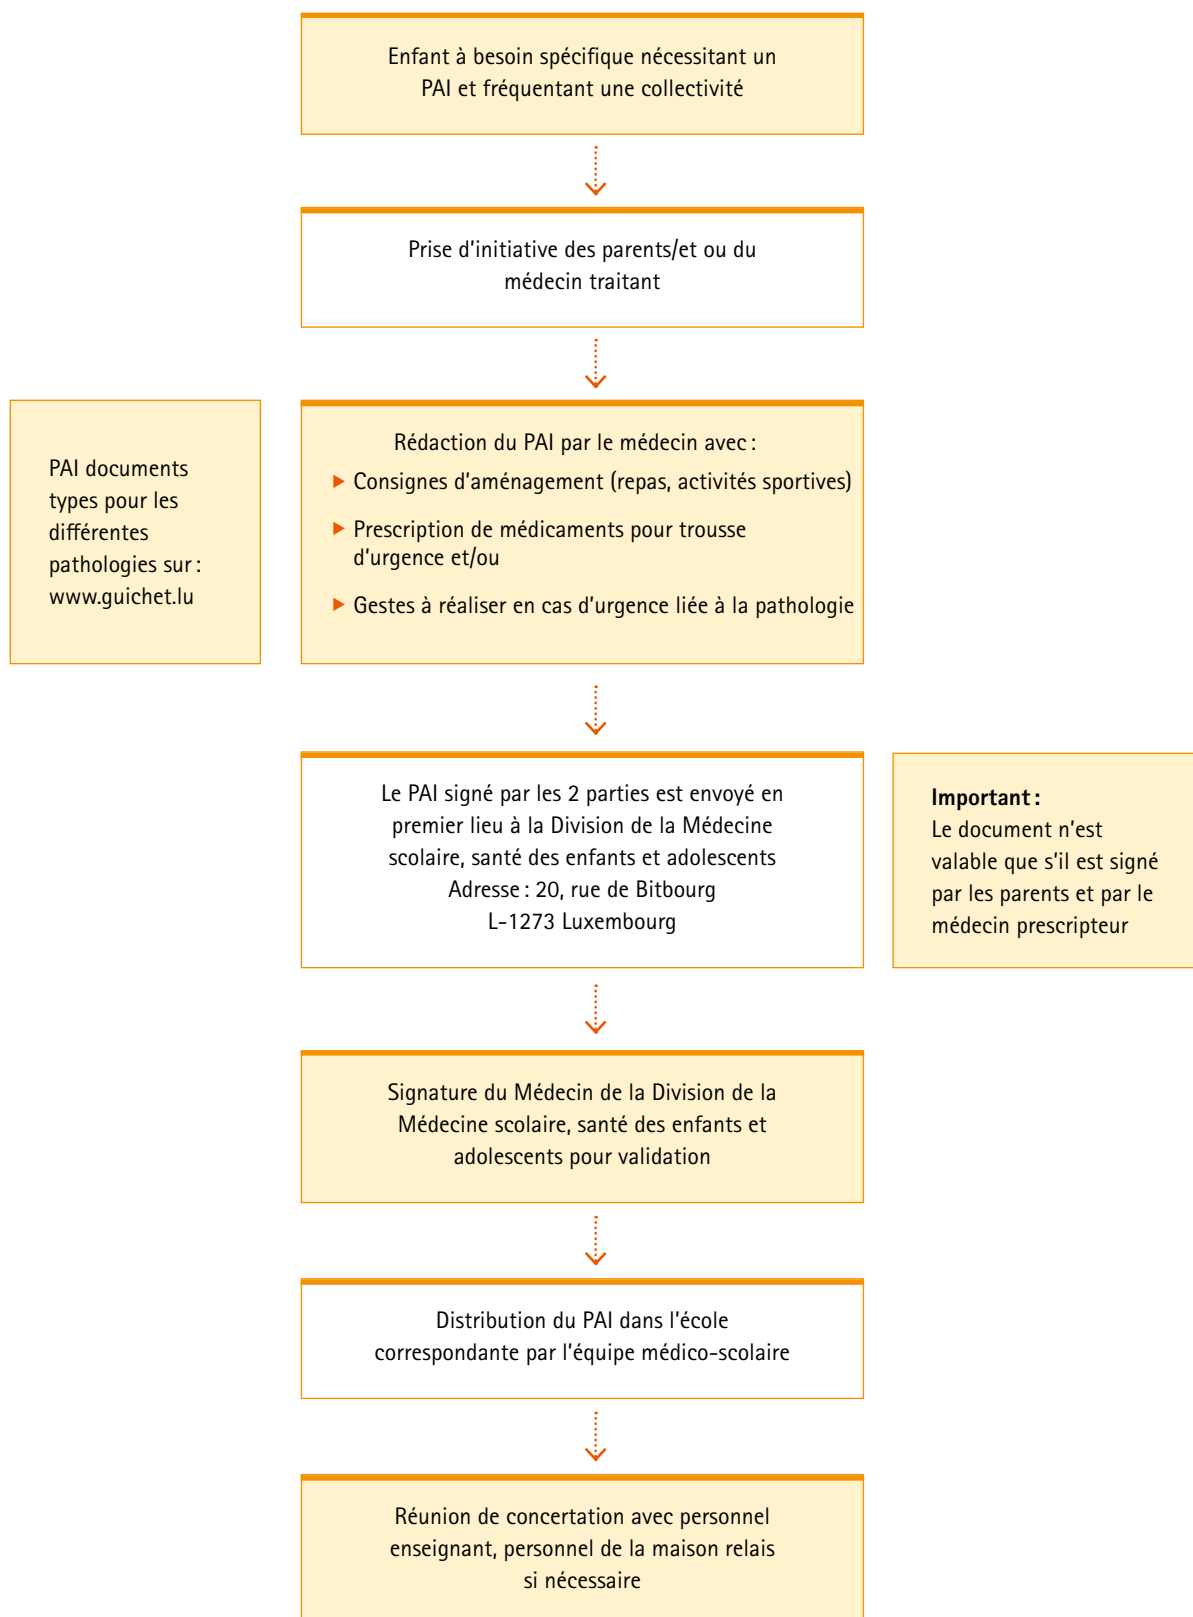 Enfant à besoin spécifique nécessitant un
PAI et fréquentant une collectivité
Prise d'initiative des parents/et ou du
médecin traitant
PAI documents
types pour les
différentes
pathologies sur :
www.guichet.lu
Rédaction du PAI par le médecin avec :
▶ Consignes d'aménagement (repas, activités sportives)
▶ Prescription de médicaments pour trousse
d'urgence et/ou
▶ Gestes à réaliser en cas d'urgence liée à la pathologie
Le PAI signé par les 2 parties est envoyé en
premier lieu à la Division de la Médecine
scolaire, santé des enfants et adolescents
Adresse : 20, rue de Bitbourg
L-1273 Luxembourg
Important :
Le document n'est
valable que s'il est signé
par les parents et par le
médecin prescripteur
Signature du Médecin de la Division de la
Médecine scolaire, santé des enfants et
adolescents pour validation
Distribution du PAI dans l'école
correspondante par l'équipe médico-scolaire
Réunion de concertation avec personnel
enseignant, personnel de la maison relais
si nécessaire